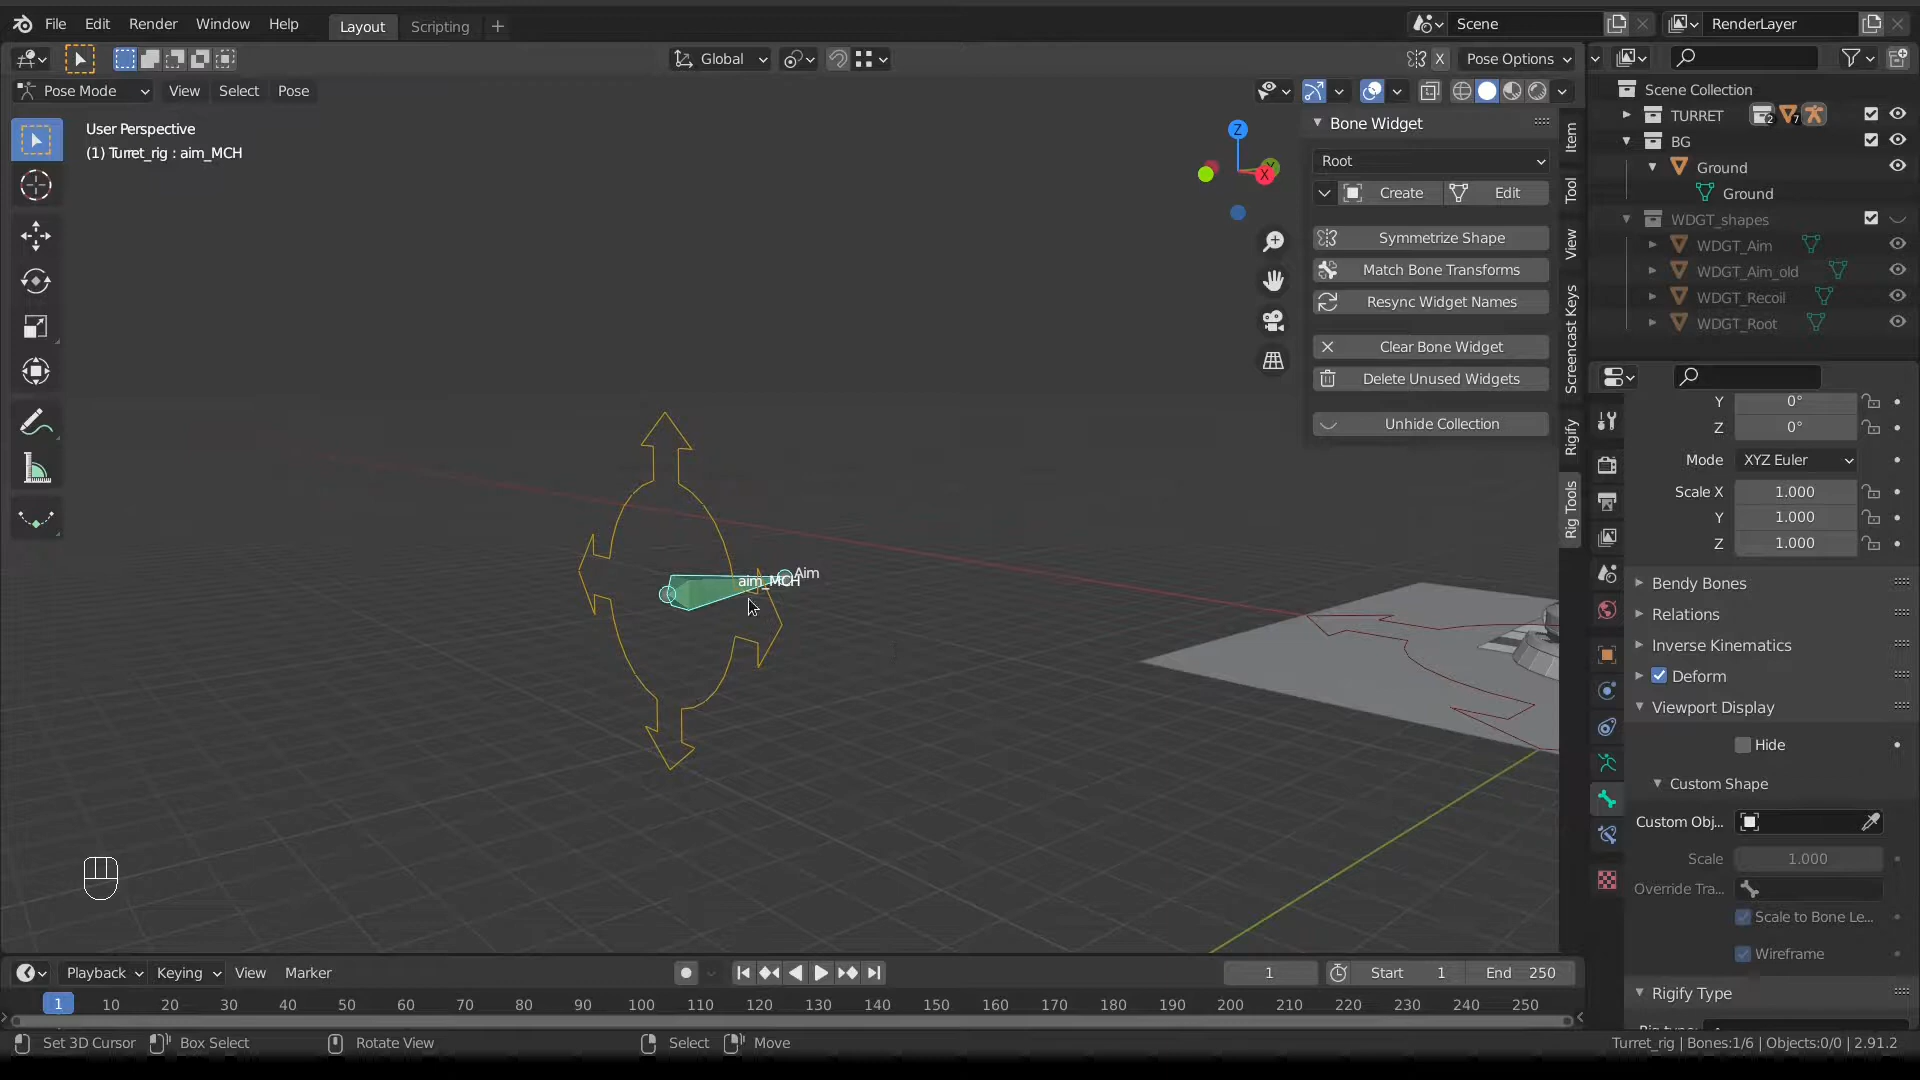 File Edit Render Window Help Layout Scripting + Scene RenderLayer
Global X Pose Options
Pose Mode View Select Pose
User Perspective
(1) Turret_rig : aim_MCH
Z
Y
X
aim_MCH
Aim
Bone Widget
Root
Create Edit
Symmetrize Shape
Match Bone Transforms
Resync Widget Names
Clear Bone Widget
Delete Unused Widgets
Unhide Collection
Item
Tool
View
Screencast Keys
Rigify
Rig Tools
Scene Collection
TURRET 2 7
BG
Ground
Ground
WDGT_shapes
WDGT_Aim
WDGT_Aim_old
WDGT_Recoil
WDGT_Root
Y 0°
Z 0°
Mode XYZ Euler
Scale X 1.000
Y 1.000
Z 1.000
Bendy Bones
Relations
Inverse Kinematics
Deform
Viewport Display
Hide
Custom Shape
Custom Obj...
Scale 1.000
Override Tra...
Scale to Bone Le...
Wireframe
Rigify Type
Playback Keying View Marker 1 Start 1 End 250
1 10 20 30 40 50 60 70 80 90 100 110 120 130 140 150 160 170 180 190 200 210 220 230 240 250
Set 3D Cursor Box Select Rotate View Select Move Turret_rig | Bones:1/6 | Objects:0/0 | 2.91.2